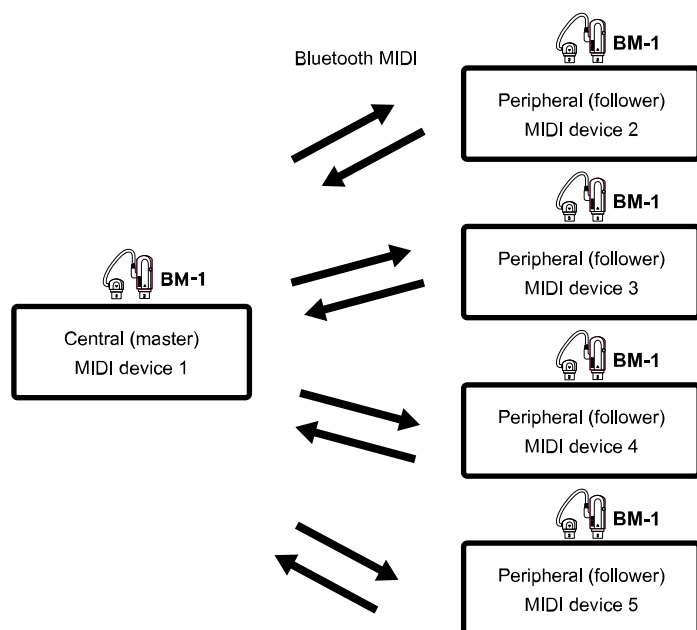 Bluetooth MIDI
BM-1
Peripheral (follower)
MIDI device 2
BM-1
Peripheral (follower)
MIDI device 3
BM-1
Central (master)
MIDI device 1
BM-1
Peripheral (follower)
MIDI device 4
BM-1
Peripheral (follower)
MIDI device 5